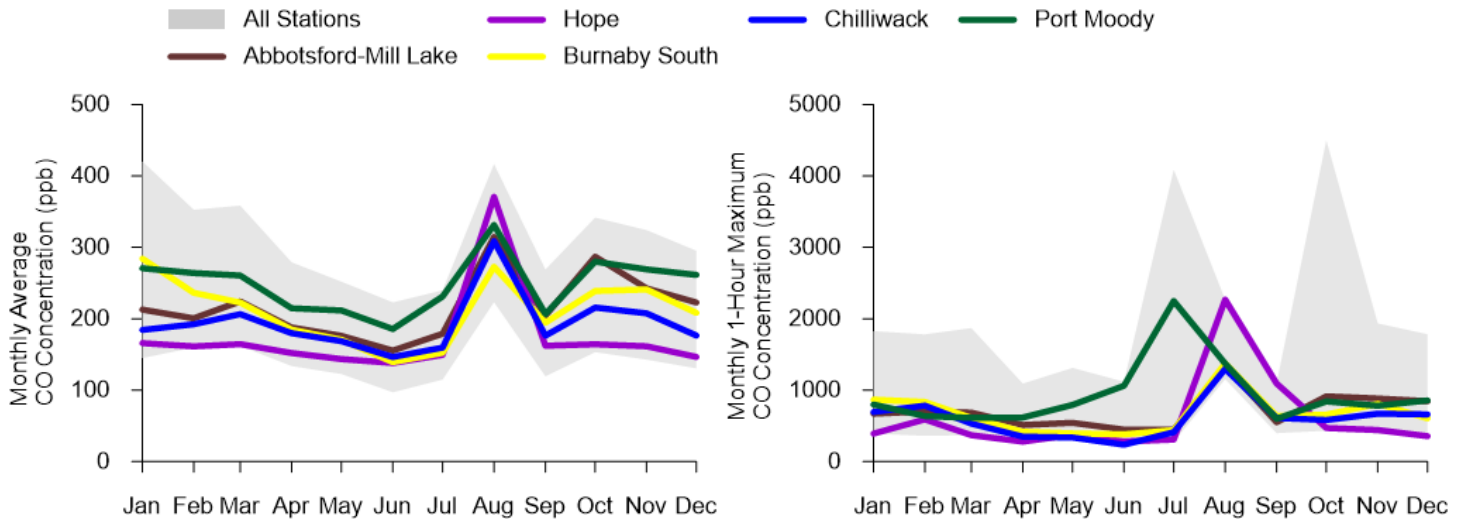 All Stations Hope Chilliwack Port Moody
Abbotsford-Mill Lake Burnaby South
Monthly Average
CO Concentration (ppb)
500
400
300
200
100
0
Jan Feb Mar Apr May Jun Jul Aug Sep Oct Nov Dec
Monthly 1-Hour Maximum
CO Concentration (ppb)
5000
4000
3000
2000
1000
0
Jan Feb Mar Apr May Jun Jul Aug Sep Oct Nov Dec